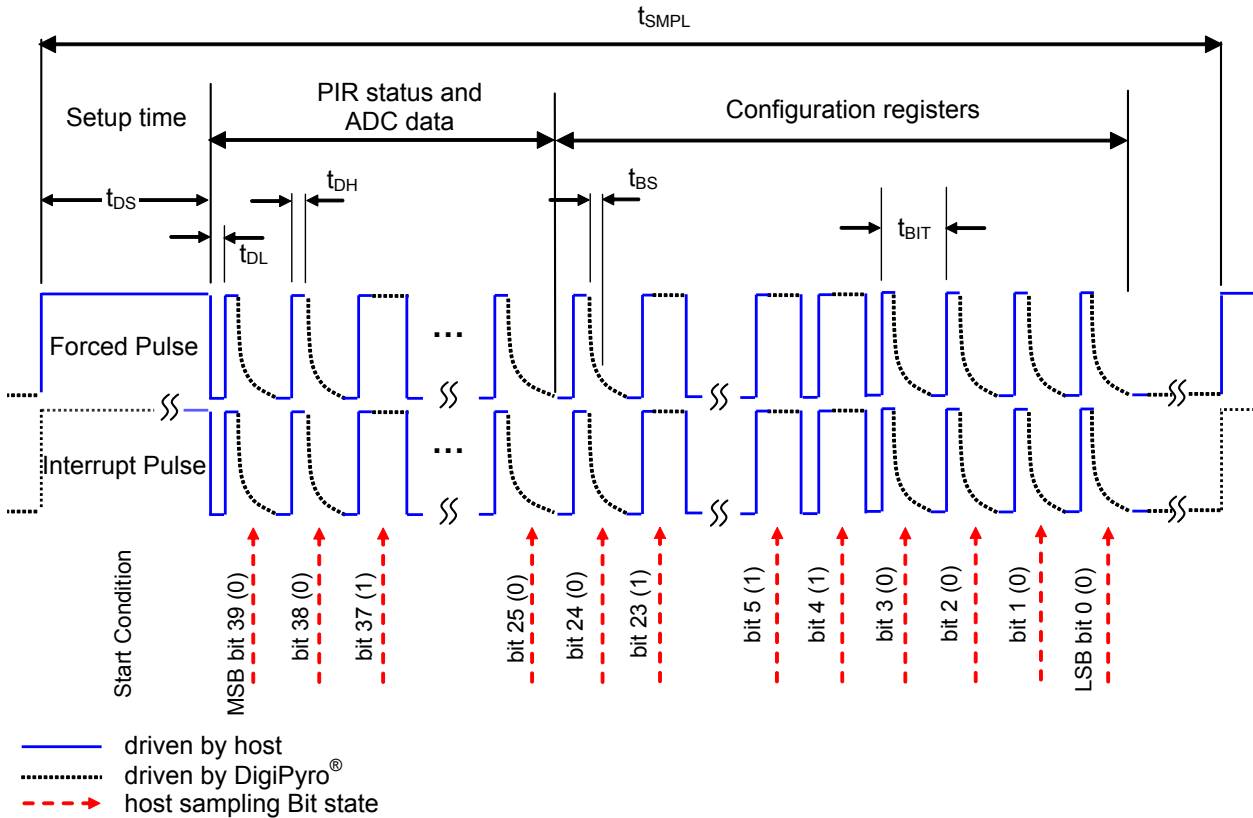 tSMPL
PIR status and
ADC data
Setup time
Configuration registers
tDS
tDH
tBS
tDL
tBIT
Forced Pulse
...
Interrupt Pulse
...
Start Condition
MSB bit 39 (0)
bit 38 (0)
bit 37 (1)
bit 25 (0)
bit 24 (0)
bit 23 (1)
bit 5 (1)
bit 4 (1)
bit 3 (0)
bit 2 (0)
bit 1 (0)
LSB bit 0 (0)
driven by host
driven by DigiPyro®
host sampling Bit state